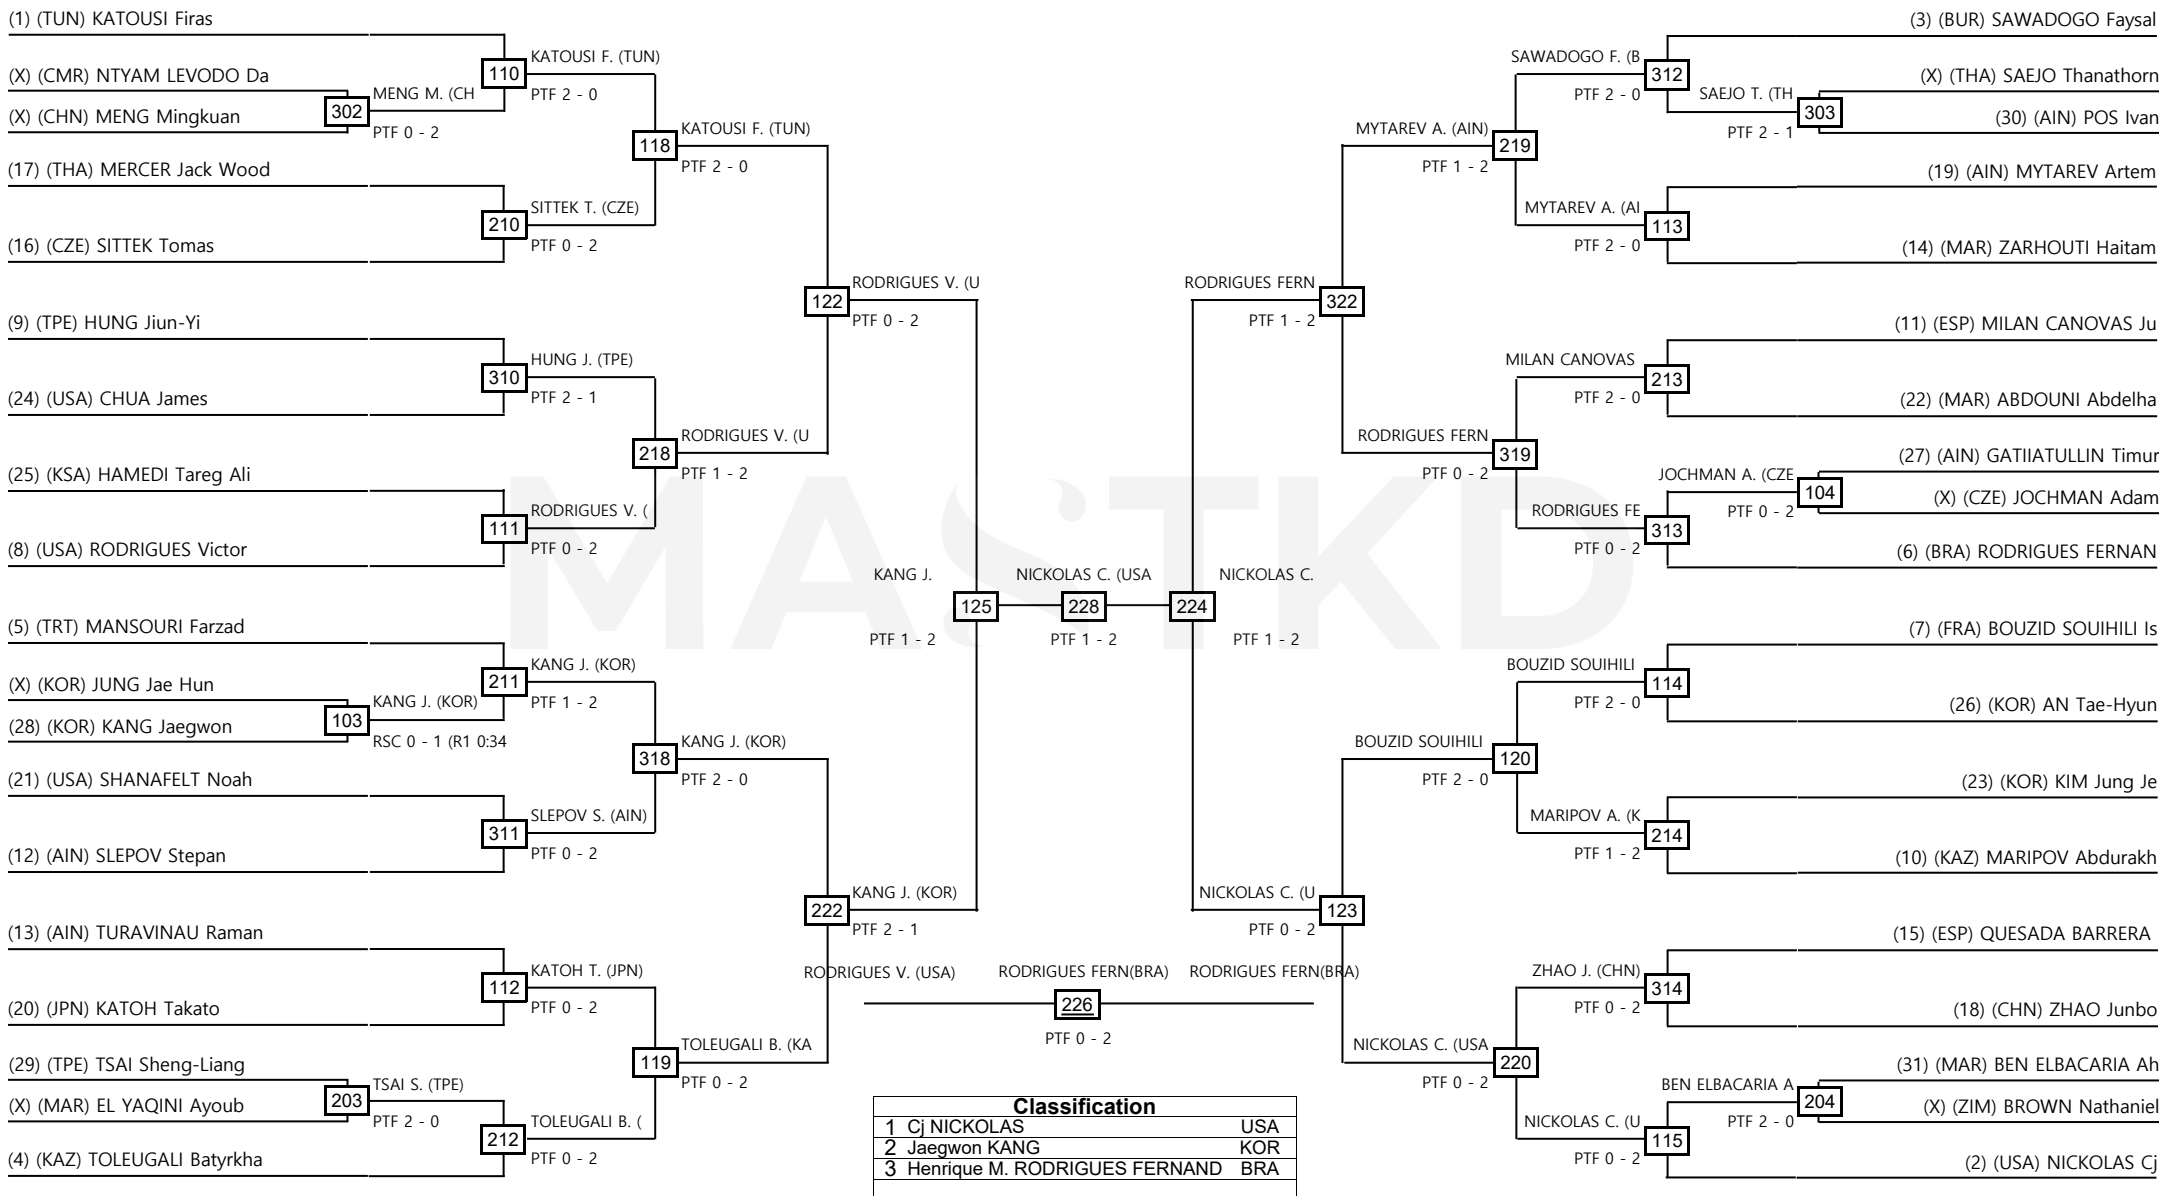 (1) (TUN) KATOUSI Firas
(X) (CMR) NTYAM LEVODO Da
(X) (CHN) MENG Mingkuan
302
MENG M. (CH
PTF 0 - 2
110
KATOUSI F. (TUN)
PTF 2 - 0
(17) (THA) MERCER Jack Wood
(16) (CZE) SITTEK Tomas
210
SITTEK T. (CZE)
PTF 0 - 2
118
KATOUSI F. (TUN)
PTF 2 - 0
(9) (TPE) HUNG Jiun-Yi
(24) (USA) CHUA James
310
HUNG J. (TPE)
PTF 2 - 1
(25) (KSA) HAMEDI Tareg Ali
(8) (USA) RODRIGUES Victor
111
RODRIGUES V. (
PTF 0 - 2
218
RODRIGUES V. (U
PTF 1 - 2
122
RODRIGUES V. (U
PTF 0 - 2
(5) (TRT) MANSOURI Farzad
(X) (KOR) JUNG Jae Hun
(28) (KOR) KANG Jaegwon
103
KANG J. (KOR)
RSC 0 - 1 (R1 0:34
211
KANG J. (KOR)
PTF 1 - 2
(21) (USA) SHANAFELT Noah
(12) (AIN) SLEPOV Stepan
311
SLEPOV S. (AIN)
PTF 0 - 2
318
KANG J. (KOR)
PTF 2 - 0
(13) (AIN) TURAVINAU Raman
(20) (JPN) KATOH Takato
112
KATOH T. (JPN)
PTF 0 - 2
(29) (TPE) TSAI Sheng-Liang
(X) (MAR) EL YAQINI Ayoub
203
TSAI S. (TPE)
PTF 2 - 0
(4) (KAZ) TOLEUGALI Batyrkha
212
TOLEUGALI B. (
PTF 0 - 2
119
TOLEUGALI B. (KA
PTF 0 - 2
222
KANG J. (KOR)
PTF 2 - 1
KANG J.
125
PTF 1 - 2
NICKOLAS C. (USA
228
PTF 1 - 2
NICKOLAS C.
224
PTF 1 - 2
MASTKD
RODRIGUES V. (USA)
RODRIGUES FERN(BRA)
RODRIGUES FERN(BRA)
226
PTF 0 - 2
(3) (BUR) SAWADOGO Faysal
(X) (THA) SAEJO Thanathorn
(30) (AIN) POS Ivan
303
SAEJO T. (TH
PTF 2 - 1
312
SAWADOGO F. (B
PTF 2 - 0
(19) (AIN) MYTAREV Artem
(14) (MAR) ZARHOUTI Haitam
113
MYTAREV A. (AI
PTF 2 - 0
219
MYTAREV A. (AIN)
PTF 1 - 2
(11) (ESP) MILAN CANOVAS Ju
(22) (MAR) ABDOUNI Abdelha
213
MILAN CANOVAS
PTF 2 - 0
(27) (AIN) GATIIATULLIN Timur
(X) (CZE) JOCHMAN Adam
104
JOCHMAN A. (CZE
PTF 0 - 2
(6) (BRA) RODRIGUES FERNAN
313
RODRIGUES FE
PTF 0 - 2
319
RODRIGUES FERN
PTF 0 - 2
322
RODRIGUES FERN
PTF 1 - 2
(7) (FRA) BOUZID SOUIHILI Is
(26) (KOR) AN Tae-Hyun
114
BOUZID SOUIHILI
PTF 2 - 0
(23) (KOR) KIM Jung Je
(10) (KAZ) MARIPOV Abdurakh
214
MARIPOV A. (K
PTF 1 - 2
120
BOUZID SOUIHILI
PTF 2 - 0
(15) (ESP) QUESADA BARRERA
(18) (CHN) ZHAO Junbo
314
ZHAO J. (CHN)
PTF 0 - 2
(31) (MAR) BEN ELBACARIA Ah
(X) (ZIM) BROWN Nathaniel
204
BEN ELBACARIA A
PTF 2 - 0
(2) (USA) NICKOLAS Cj
115
NICKOLAS C. (U
PTF 0 - 2
220
NICKOLAS C. (USA
PTF 0 - 2
123
NICKOLAS C. (U
PTF 0 - 2
Classification
1 Cj NICKOLAS USA
2 Jaegwon KANG KOR
3 Henrique M. RODRIGUES FERNAND BRA